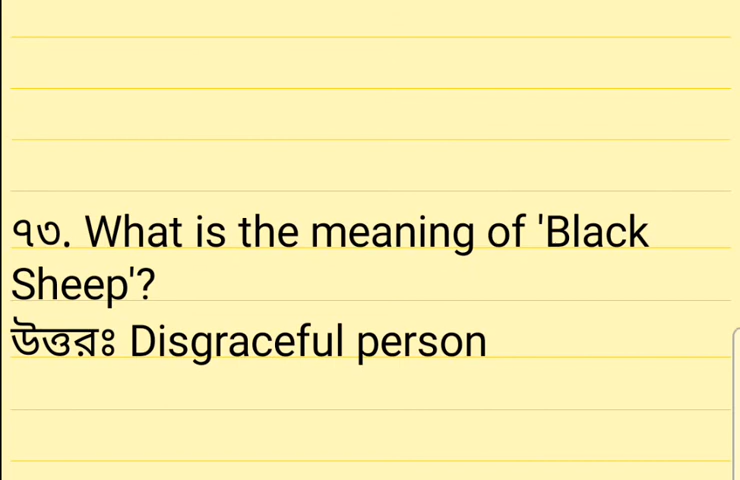 ৭৩. What is the meaning of 'Black
Sheep'?
উত্তরঃ Disgraceful person